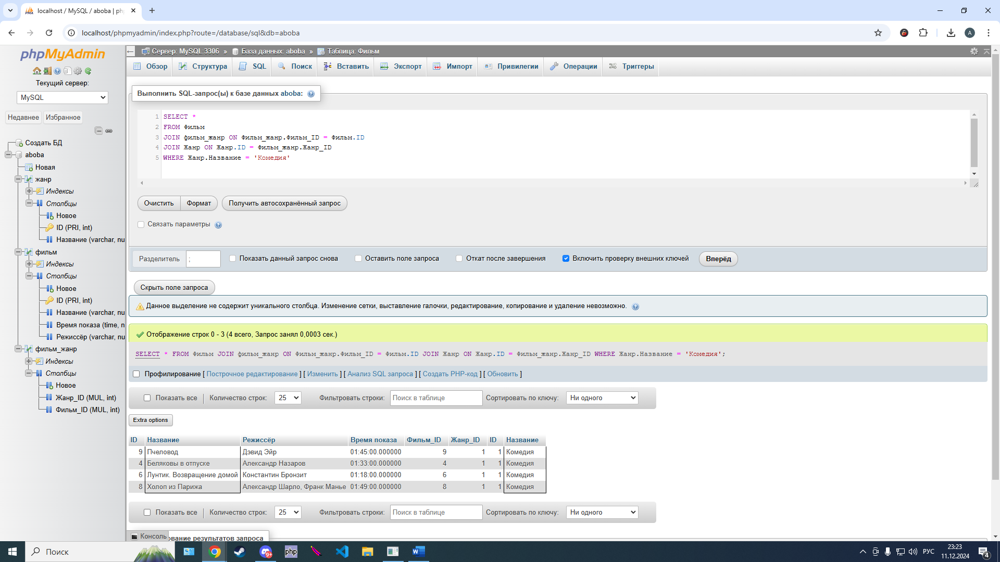 localhost / MySQL / aboba | ph
localhost/phpmyadmin/index.php?route=/database/sql&db=aboba
A
phpMyAdmin
Текущий сервер:
MySQL
Недавнее Избранное
Создать БД
aboba
Новая
жанр
Индексы
Столбцы
Новое
ID (PRI, int)
Название (varchar, nu
фильм
Индексы
Столбцы
Новое
ID (PRI, int)
Название (varchar, nu
Время показа (time, n
Режиссёр (varchar, nu
фильм_жанр
Индексы
Столбцы
Новое
Жанр_ID (MUL, int)
Фильм_ID (MUL, int)
Сервер: MySQL:3306 » База данных: aboba » Таблица: Фильм
Обзор Структура SQL Поиск Вставить Экспорт Импорт Привилегии Операции Триггеры
Выполнить SQL-запрос(ы) к базе данных aboba:
1 SELECT *
2 FROM Фильм
3 JOIN фильм_жанр ON Фильм_жанр.Фильм_ID = Фильм.ID
4 JOIN Жанр ON Жанр.ID = Фильм_жанр.Жанр_ID
5 WHERE Жанр.Название = 'Комедия'
Очистить Формат Получить автосохранённый запрос
Связать параметры
Разделитель ; Показать данный запрос снова Оставить поле запроса Откат после завершения Включить проверку внешних ключей Вперёд
Скрыть поле запроса
Данное выделение не содержит уникального столбца. Изменение сетки, выставление галочки, редактирование, копирование и удаление невозможно.
Отображение строк 0 - 3 (4 всего, Запрос занял 0,0003 сек.)
SELECT * FROM Фильм JOIN фильм_жанр ON Фильм_жанр.Фильм_ID = Фильм.ID JOIN Жанр ON Жанр.ID = Фильм_жанр.Жанр_ID WHERE Жанр.Название = 'Комедия';
Профилирование [ Построчное редактирование ] [ Изменить ] [ Анализ SQL запроса ] [ Создать PHP-код ] [ Обновить ]
Показать все Количество строк: 25 Фильтровать строки: Поиск в таблице Сортировать по ключу: Ни одного
Extra options
ID Название Режиссёр Время показа Фильм_ID Жанр_ID ID Название
9 Пчеловод Дэвид Эйр 01:45:00.000000 9 1 1 Комедия
4 Беляковы в отпуске Александр Назаров 01:33:00.000000 4 1 1 Комедия
6 Лунтик. Возвращение домой Константин Бронзит 01:18:00.000000 6 1 1 Комедия
8 Холоп из Парижа Александр Шарло, Франк Манье 01:49:00.000000 8 1 1 Комедия
Показать все Количество строк: 25 Фильтровать строки: Поиск в таблице Сортировать по ключу: Ни одного
Консоль ование результатов запроса
Поиск
php
9+
РУС
23:23
11.12.2024
4